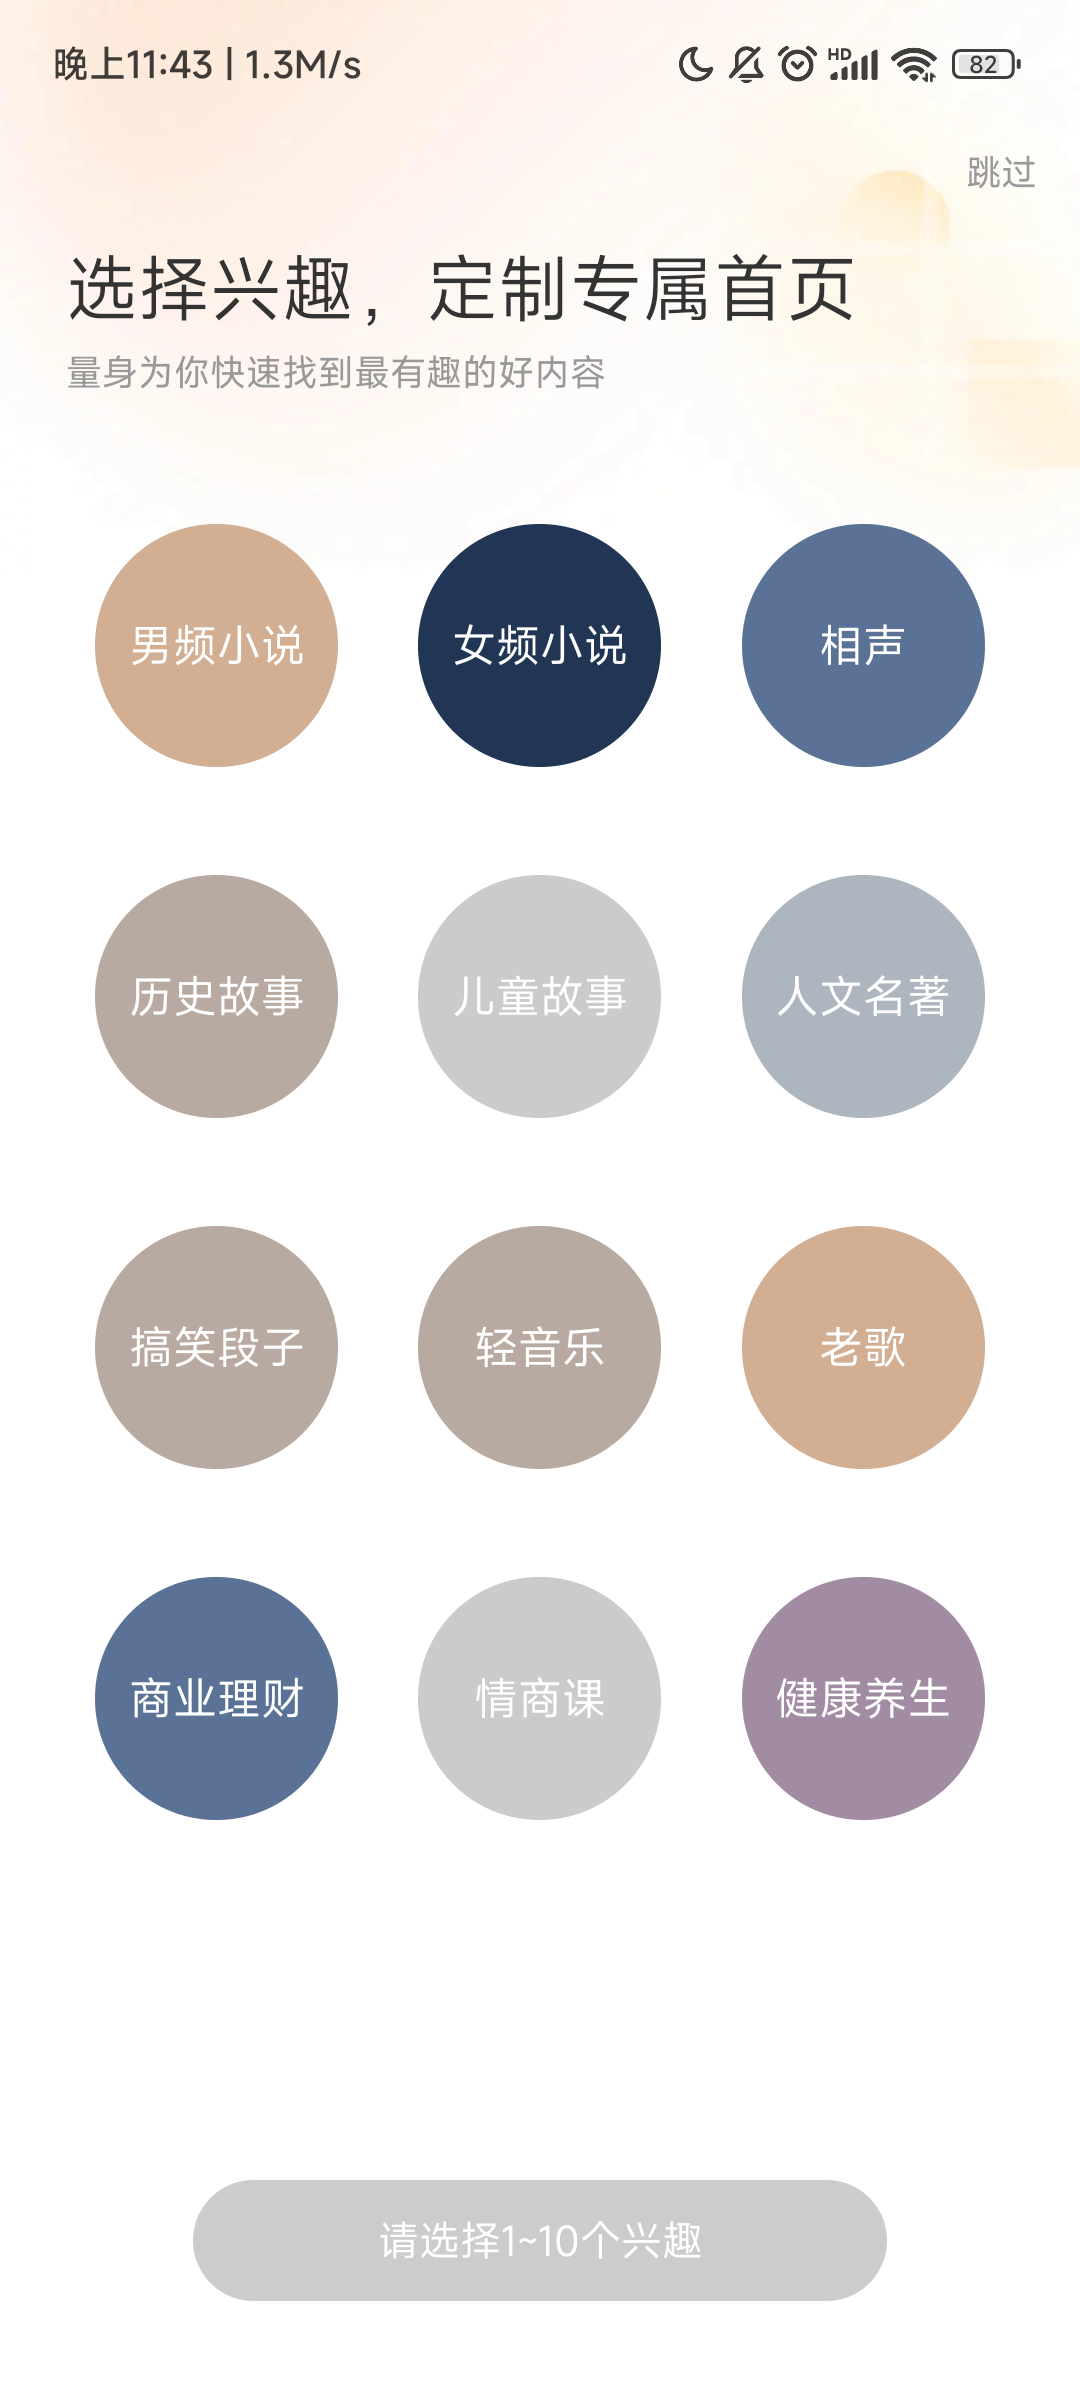 晚上11:43 | 1.3M/s HD 82
跳过
选择兴趣，定制专属首页
量身为你快速找到最有趣的好内容
男频小说 女频小说 相声
历史故事 儿童故事 人文名著
搞笑段子 轻音乐 老歌
商业理财 情商课 健康养生
请选择1~10个兴趣